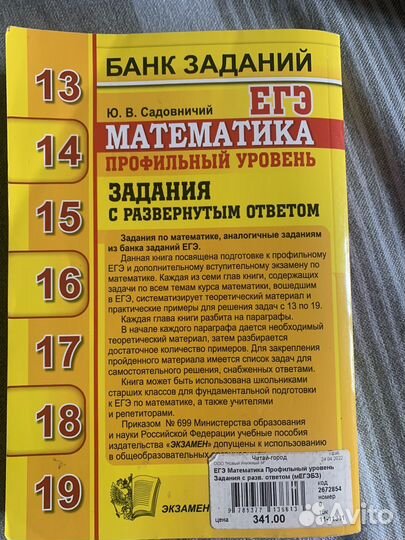 БАНК ЗАДАНИЙ
13
14
15
16
17
18
19
Ю. В. Садовничий
ЕГЭ
МАТЕМАТИКА
ПРОФИЛЬНЫЙ УРОВЕНЬ
ЗАДАНИЯ
С РАЗВЕРНУТЫМ ОТВЕТОМ
Задания по математике, аналогичные заданиям
из банка заданий ЕГЭ.
Данная книга посвящена подготовке к профильному
ЕГЭ и дополнительному вступительному экзамену по
математике. Каждая из семи глав книги, содержащих
задачи по всем темам курса математики, вошедшим
в ЕГЭ, систематизирует теоретический материал и
практические примеры для решения задач с 13 по 19.
Каждая глава книги разбита на параграфы.
В начале каждого параграфа дается необходимый
теоретический материал, затем разбирается
достаточное количество примеров. Для закрепления
пройденного материала имеется список задач для
самостоятельного решения, снабженных ответами.
Книга может быть использована школьниками
старших классов для фундаментальной подготовки
к ЕГЭ по математике, а также учителями
и репетиторами.
Приказом № 699 Министерства образования
и науки Российской Федерации учебные пособия
издательства «ЭКЗАМЕН» допущены к использованию
в общеобразовательных
ЭКЗАМЕН
Читай-город
24 04 2022
ЕГЭ Математика Профильный уровень
Задания с разв. ответом (мЕГЭБЗ)
код
2672854
номер
цена
341.00
Avito